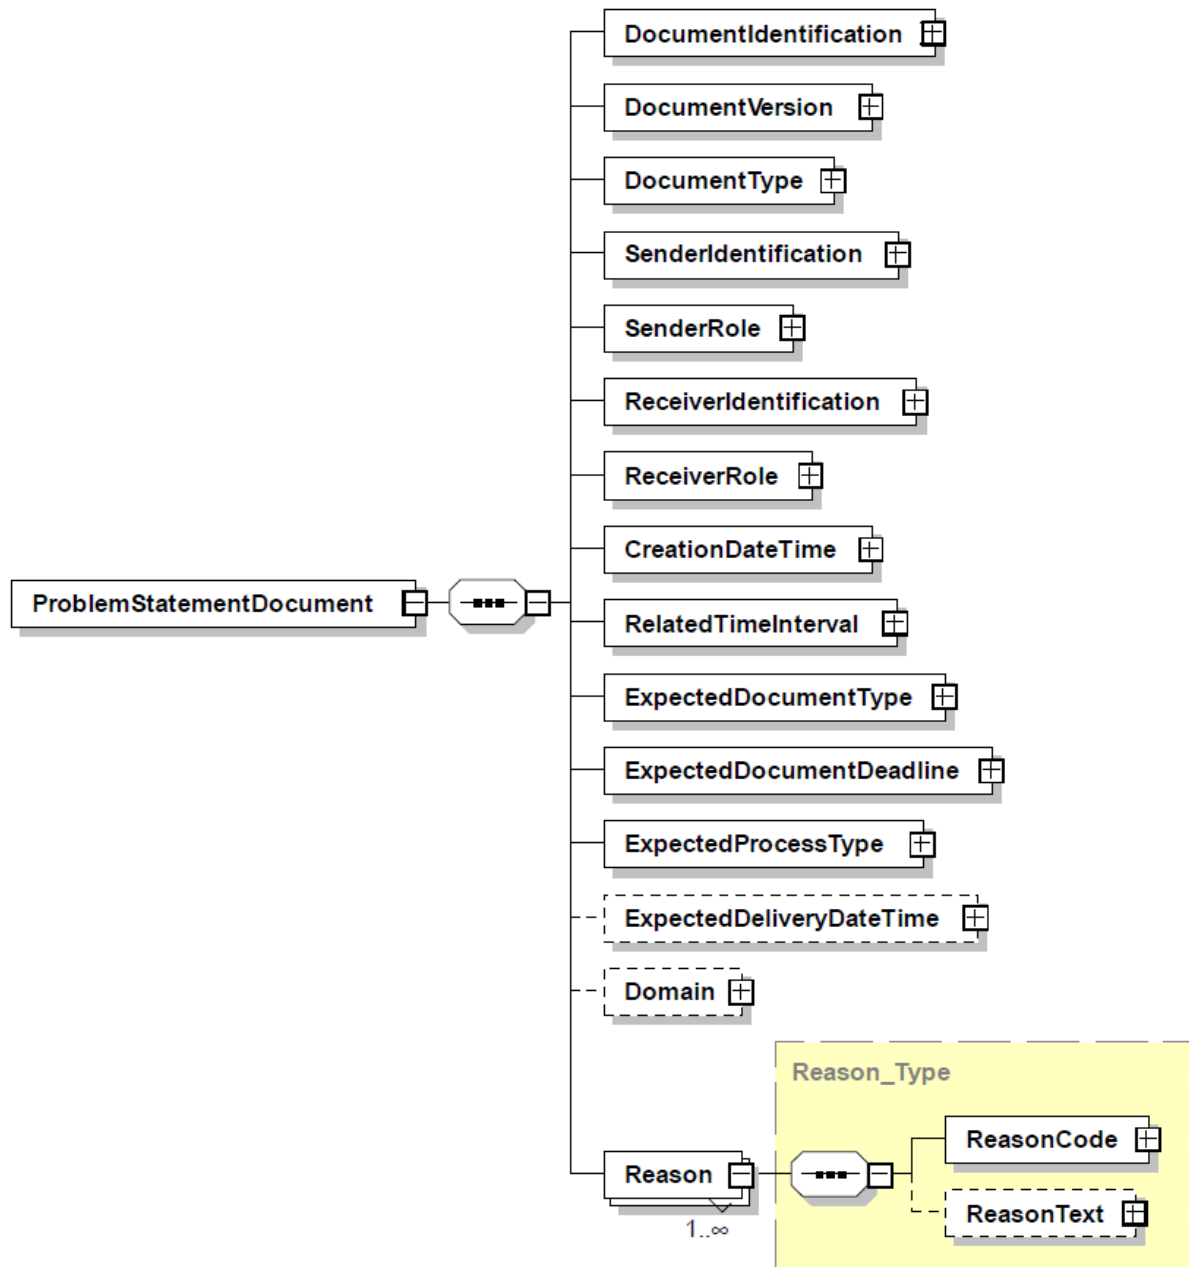 DocumentIdentification
DocumentVersion
DocumentType
SenderIdentification
SenderRole
ReceiverIdentification
ReceiverRole
CreationDateTime
ProblemStatementDocument
RelatedTimeInterval
ExpectedDocumentType
ExpectedDocumentDeadline
ExpectedProcessType
ExpectedDeliveryDateTime
Domain
Reason_Type
ReasonCode
Reason
ReasonText
1..∞